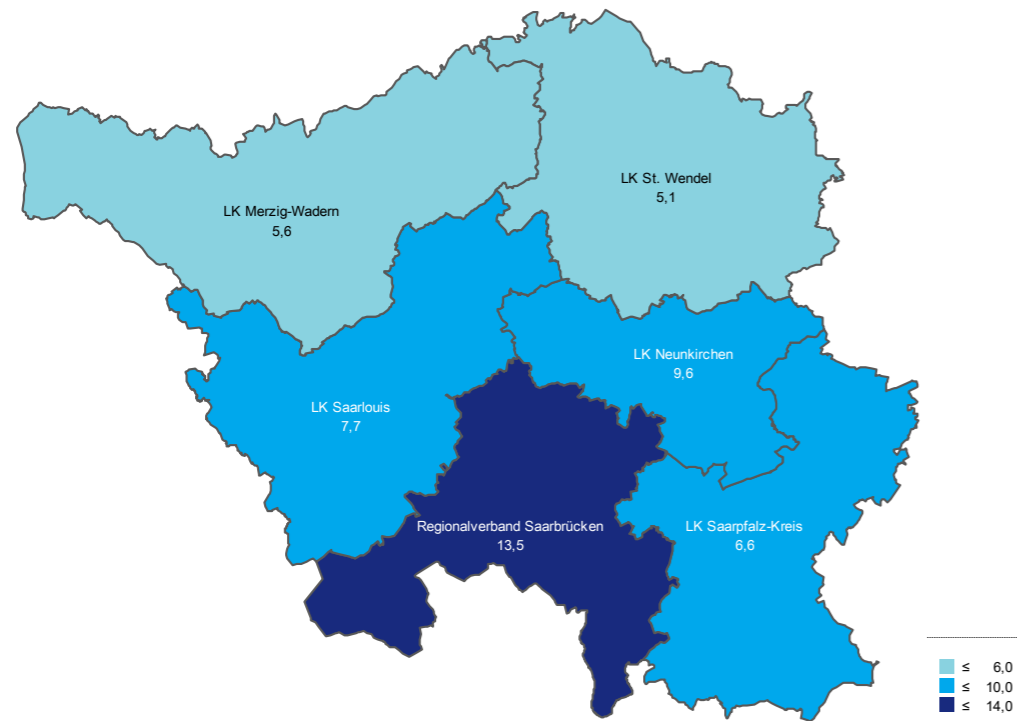 LK St. Wendel
5,1
LK Merzig-Wadern
5,6
LK Neunkirchen
9,6
LK Saarlouis
7,7
Regionalverband Saarbrücken
13,5
LK Saarpfalz-Kreis
6,6
≤ 6,0
≤ 10,0
≤ 14,0